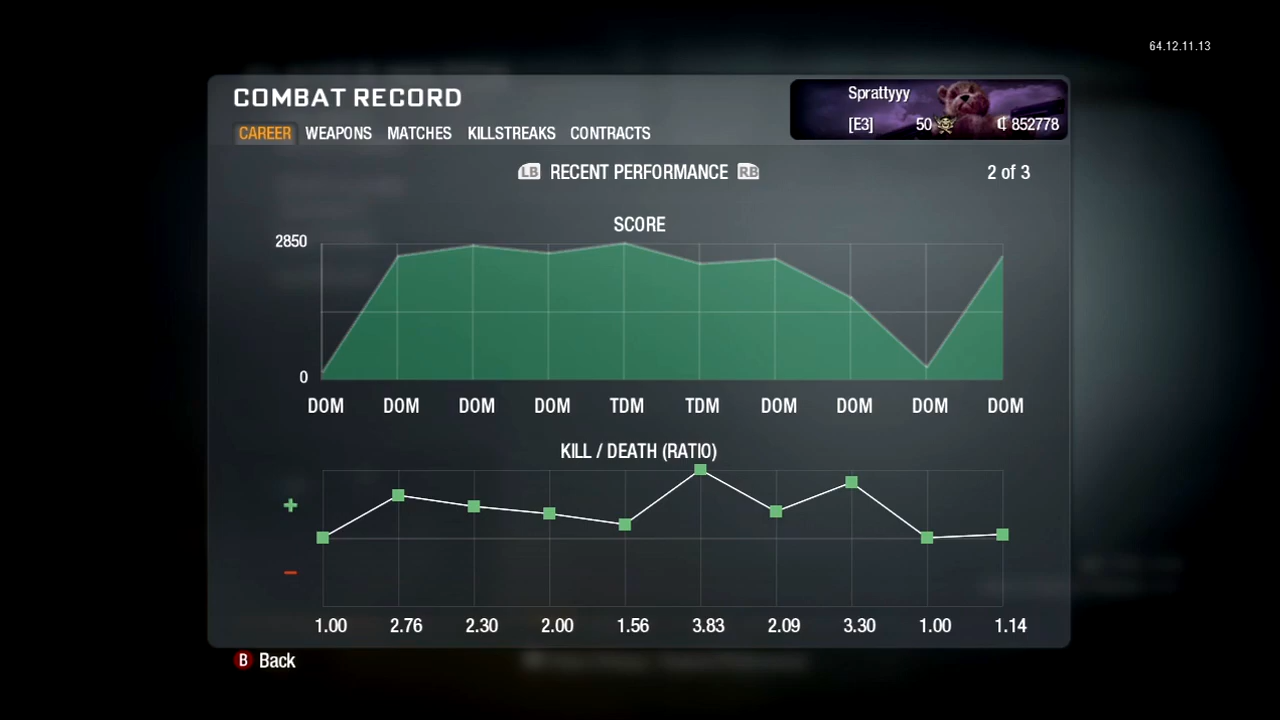 64.12.11.13
COMBAT RECORD
Sprattyyy
[E3] 50 ₵ 852778
CAREER WEAPONS MATCHES KILLSTREAKS CONTRACTS
LB RECENT PERFORMANCE RB
2 of 3
SCORE
2850
0
DOM DOM DOM DOM TDM TDM DOM DOM DOM DOM
KILL / DEATH (RATIO)
+
–
1.00 2.76 2.30 2.00 1.56 3.83 2.09 3.30 1.00 1.14
B Back